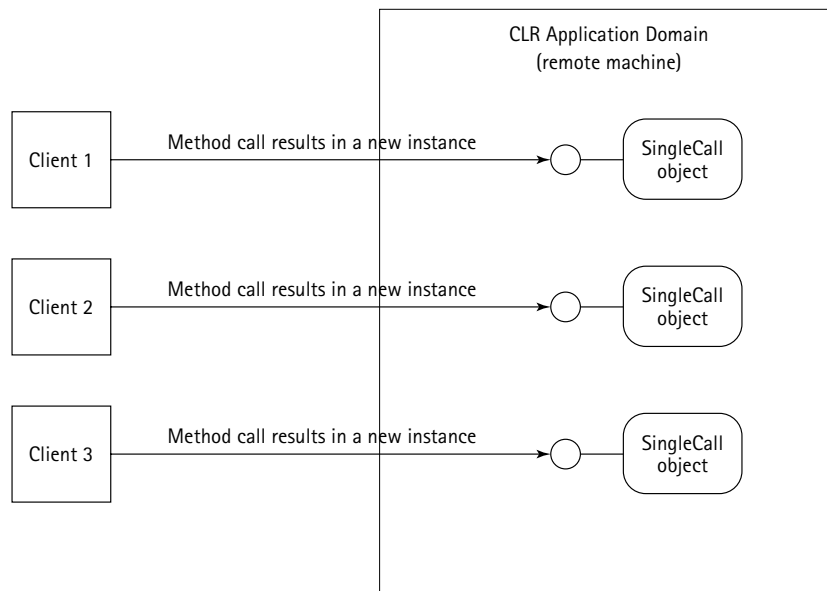 CLR Application Domain
(remote machine)
Client 1
Method call results in a new instance
SingleCall
object
Client 2
Method call results in a new instance
SingleCall
object
Client 3
Method call results in a new instance
SingleCall
object